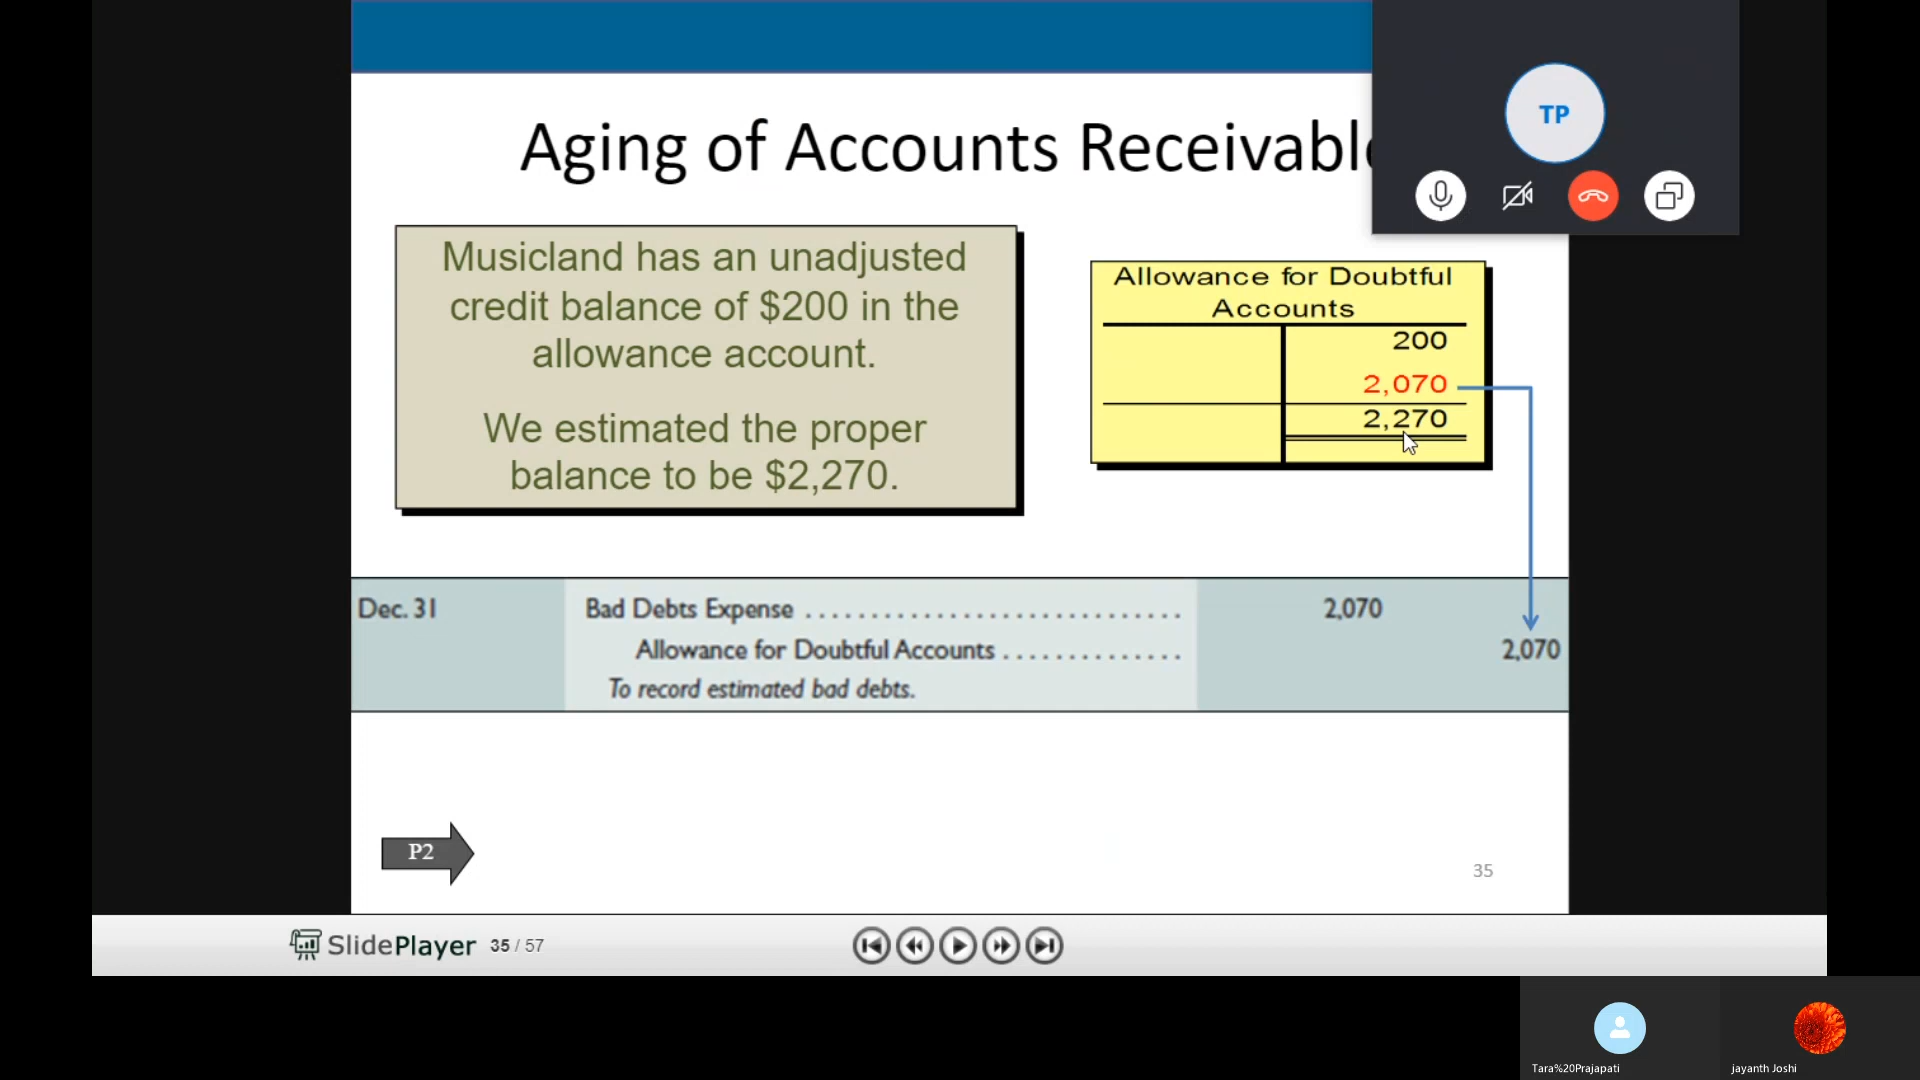 TP
Aging of Accounts Receivable
Musicland has an unadjusted
credit balance of $200 in the
allowance account.
We estimated the proper
balance to be $2,270.
Allowance for Doubtful
Accounts
200
2,070
2,270
Dec. 31 Bad Debts Expense .............................. 2,070
Allowance for Doubtful Accounts .............. 2,070
To record estimated bad debts.
P2
35
SlidePlayer 35 / 57
Tara%20Prajapati
jayanth Joshi